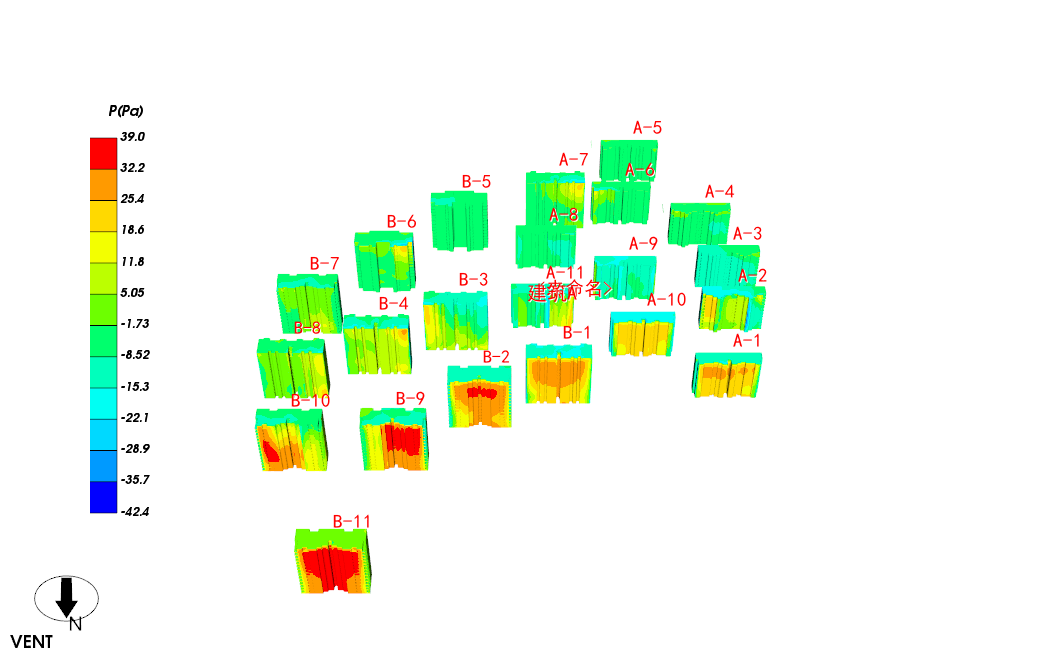 P(Pa)
39.0
32.2
25.4
18.6
11.8
5.05
-1.73
-8.52
-15.3
-22.1
-28.9
-35.7
-42.4
A-5
A-7
A-6
B-5
A-4
A-8
B-6
A-3
A-9
B-7
A-11
A-2
B-3
<未命名>
建筑A
B-4
A-10
B-8
B-1
A-1
B-2
B-10
B-9
B-11
N
VENT